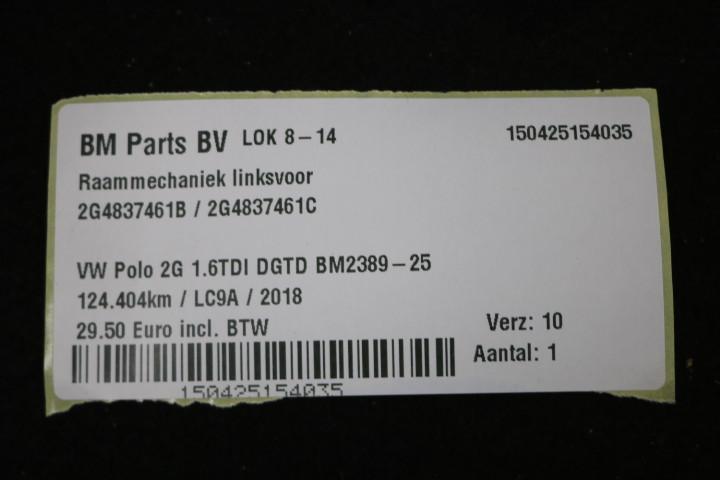 BM Parts BV LOK 8-14 150425154035
Raammechaniek linksvoor
2G4837461B / 2G4837461C
VW Polo 2G 1.6TDI DGTD BM2389-25
124.404km / LC9A / 2018
29.50 Euro incl. BTW
Verz: 10
Aantal: 1
150425154035